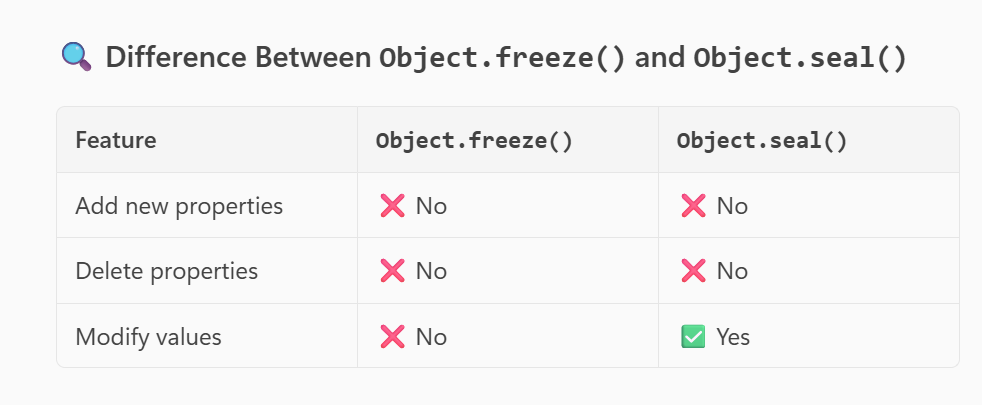 🔍 Difference Between Object.freeze() and Object.seal()
Feature Object.freeze() Object.seal()
Add new properties ❌ No ❌ No
Delete properties ❌ No ❌ No
Modify values ❌ No ✅ Yes